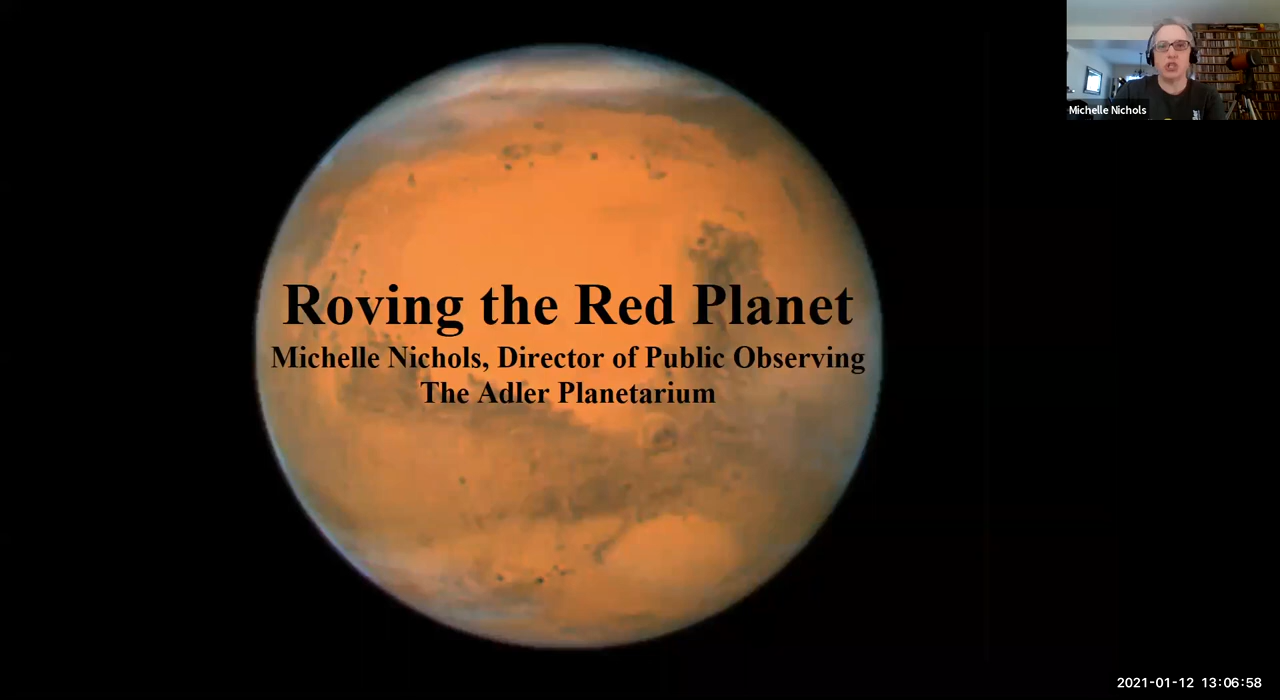 Michelle Nichols
Roving the Red Planet
Michelle Nichols, Director of Public Observing
The Adler Planetarium
2021-01-12 13:06:58